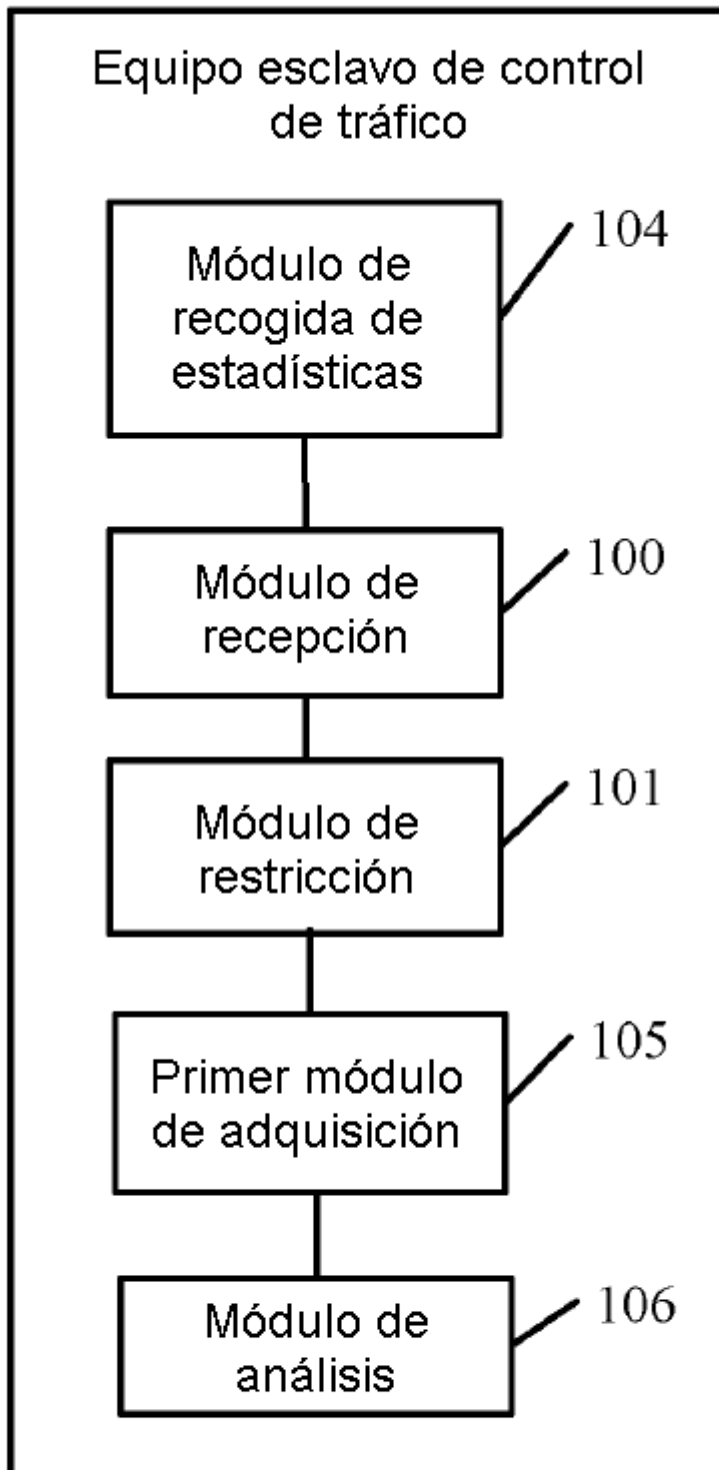 Equipo esclavo de control
de tráfico
104
Módulo de
recogida de
estadísticas
100
Módulo de
recepción
101
Módulo de
restricción
105
Primer módulo
de adquisición
106
Módulo de
análisis